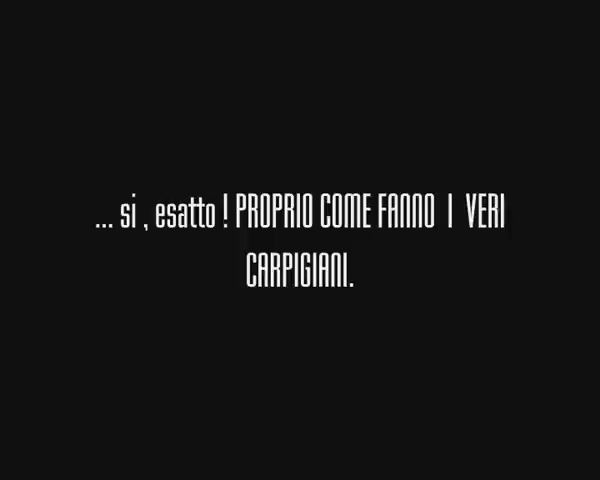 ... si , esatto ! PROPRIO COME FANNO I VERI
CARPIGIANI.